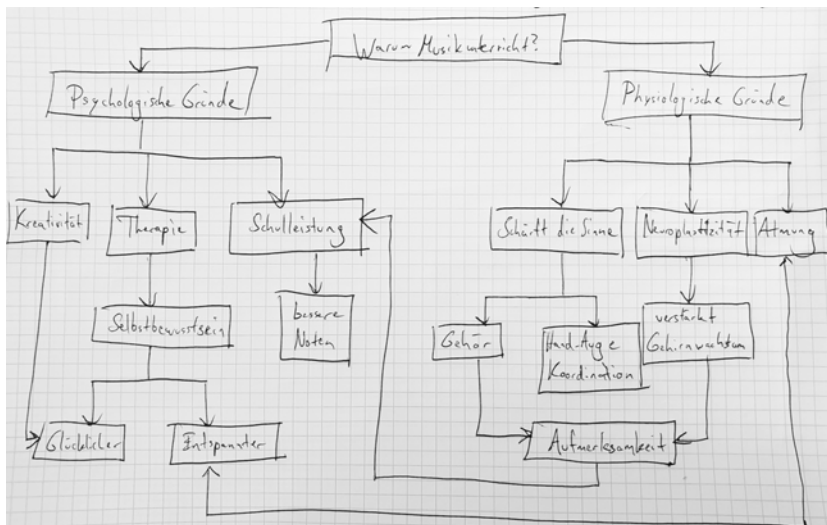 Warum Musikunterricht?
Psychologische Gründe
Physiologische Gründe
Kreativität
Therapie
Schulleistung
Schärft die Sinne
Neuroplastizität
Atmung
Selbstbewusstsein
bessere
Noten
Gehör
Hand-Auge
Koordination
verstärkt
Gehirnwachstum
Glücklicher
Entspannter
Aufmerksamkeit